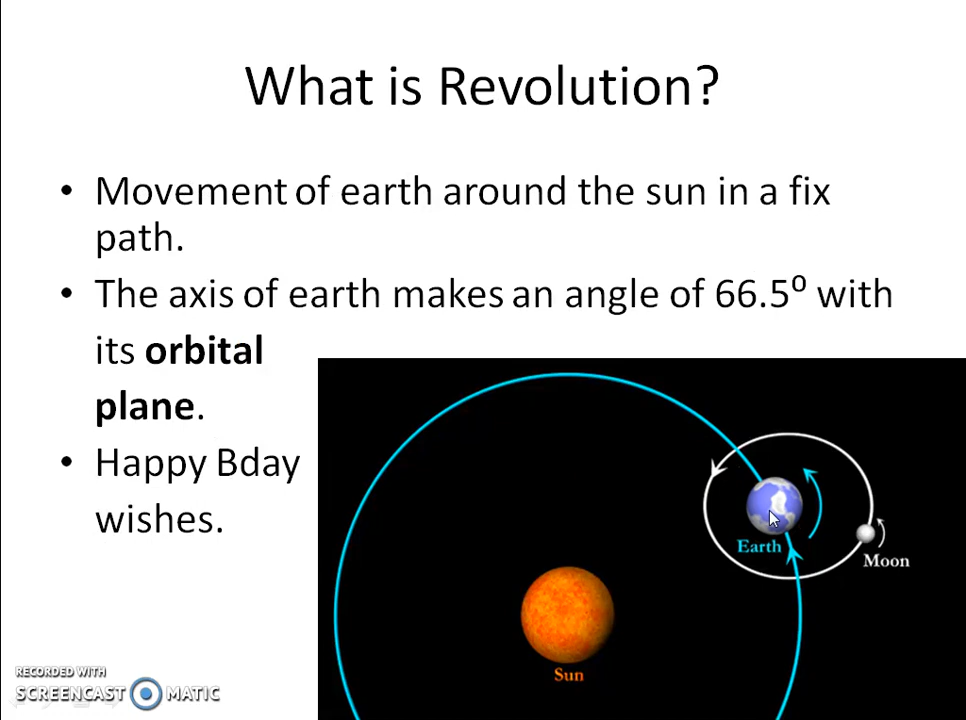 What is Revolution?
• Movement of earth around the sun in a fix
path.
• The axis of earth makes an angle of 66.5⁰ with
its orbital
plane.
• Happy Bday
wishes.
Earth
Moon
Sun
RECORDED WITH
SCREENCAST MATIC